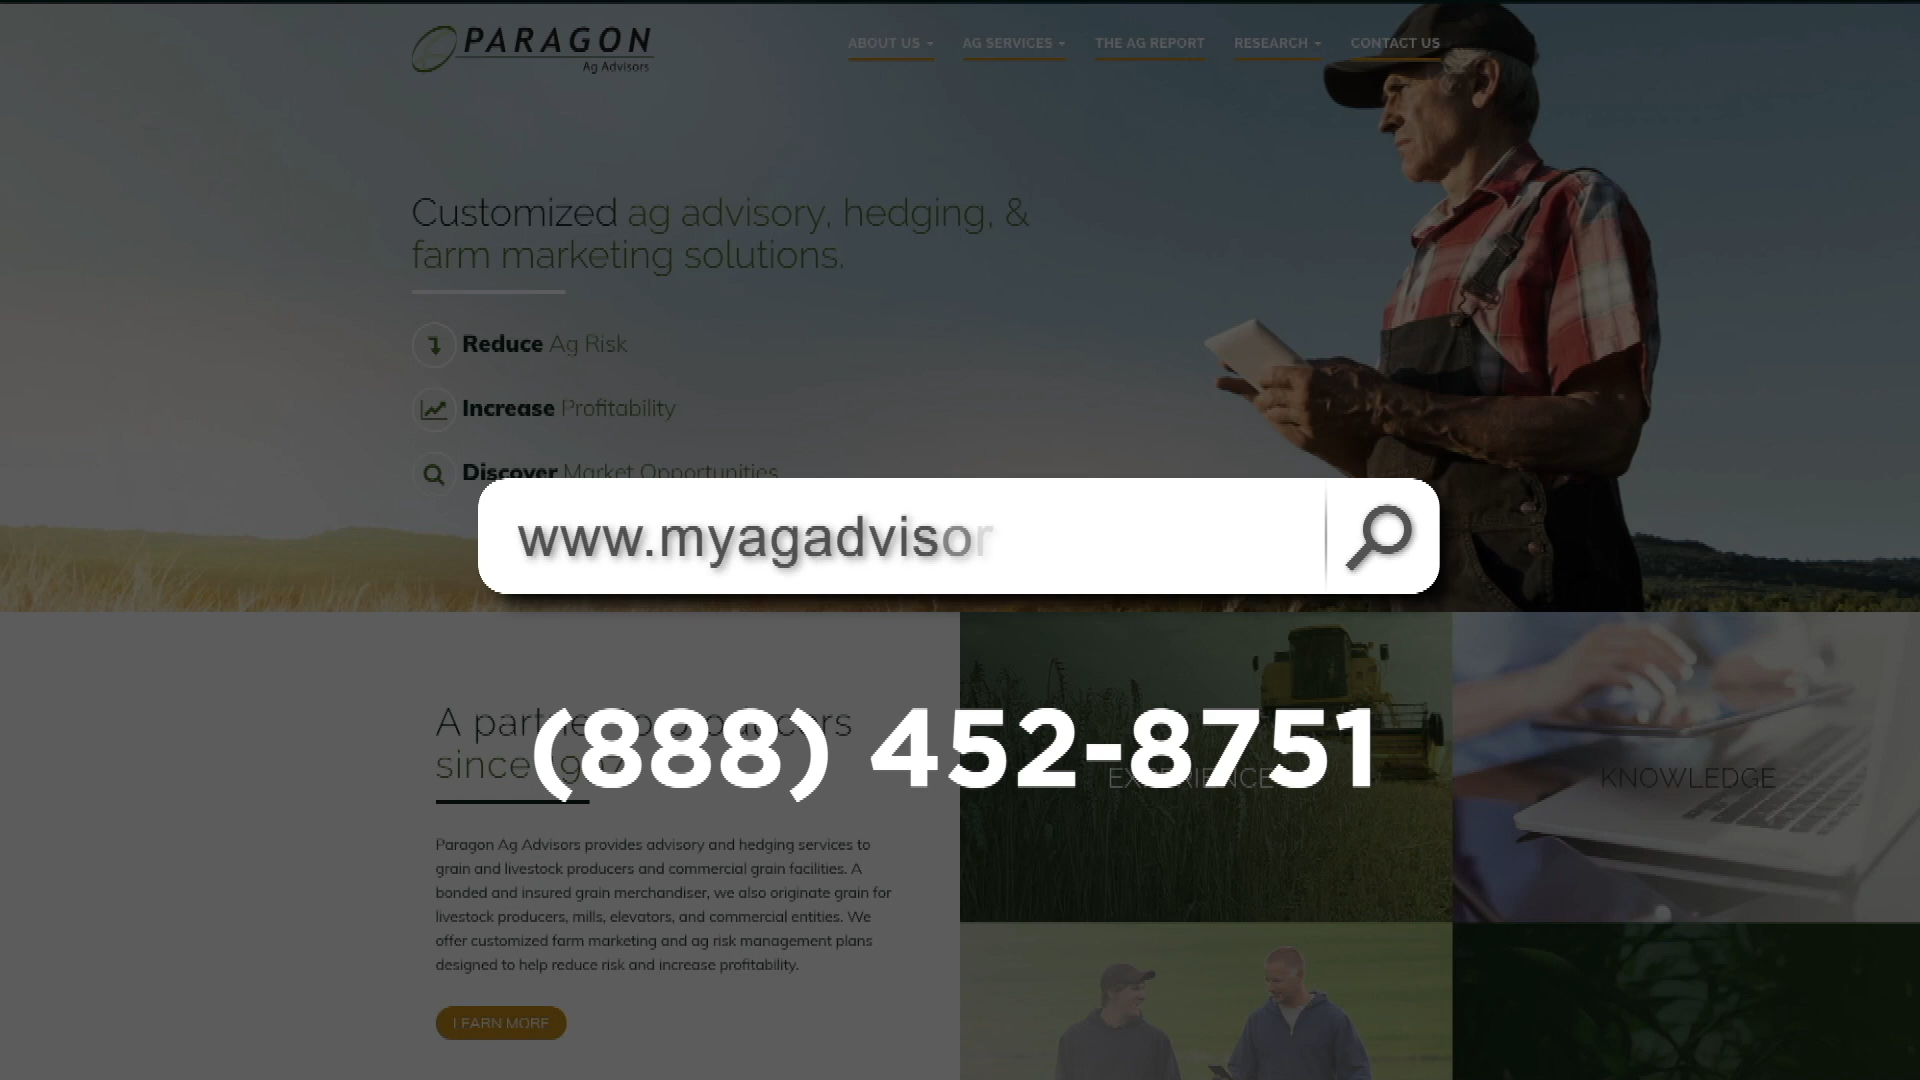 PARAGON
Ag Advisors
ABOUT US
AG SERVICES
THE AG REPORT
RESEARCH
CONTACT US
Customized ag advisory, hedging, &
farm marketing solutions.
Reduce Ag Risk
Increase Profitability
Discover Market Opportunities
www.myagadvisor
(888) 452-8751
A
since
EXPERIENCE
KNOWLEDGE
Paragon Ag Advisors provides advisory and hedging services to
grain and livestock producers and commercial grain facilities. A
bonded and insured grain merchandiser, we also originate grain for
livestock producers, mills, elevators, and commercial entities. We
offer customized farm marketing and ag risk management plans
designed to help reduce risk and increase profitability.
LEARN MORE